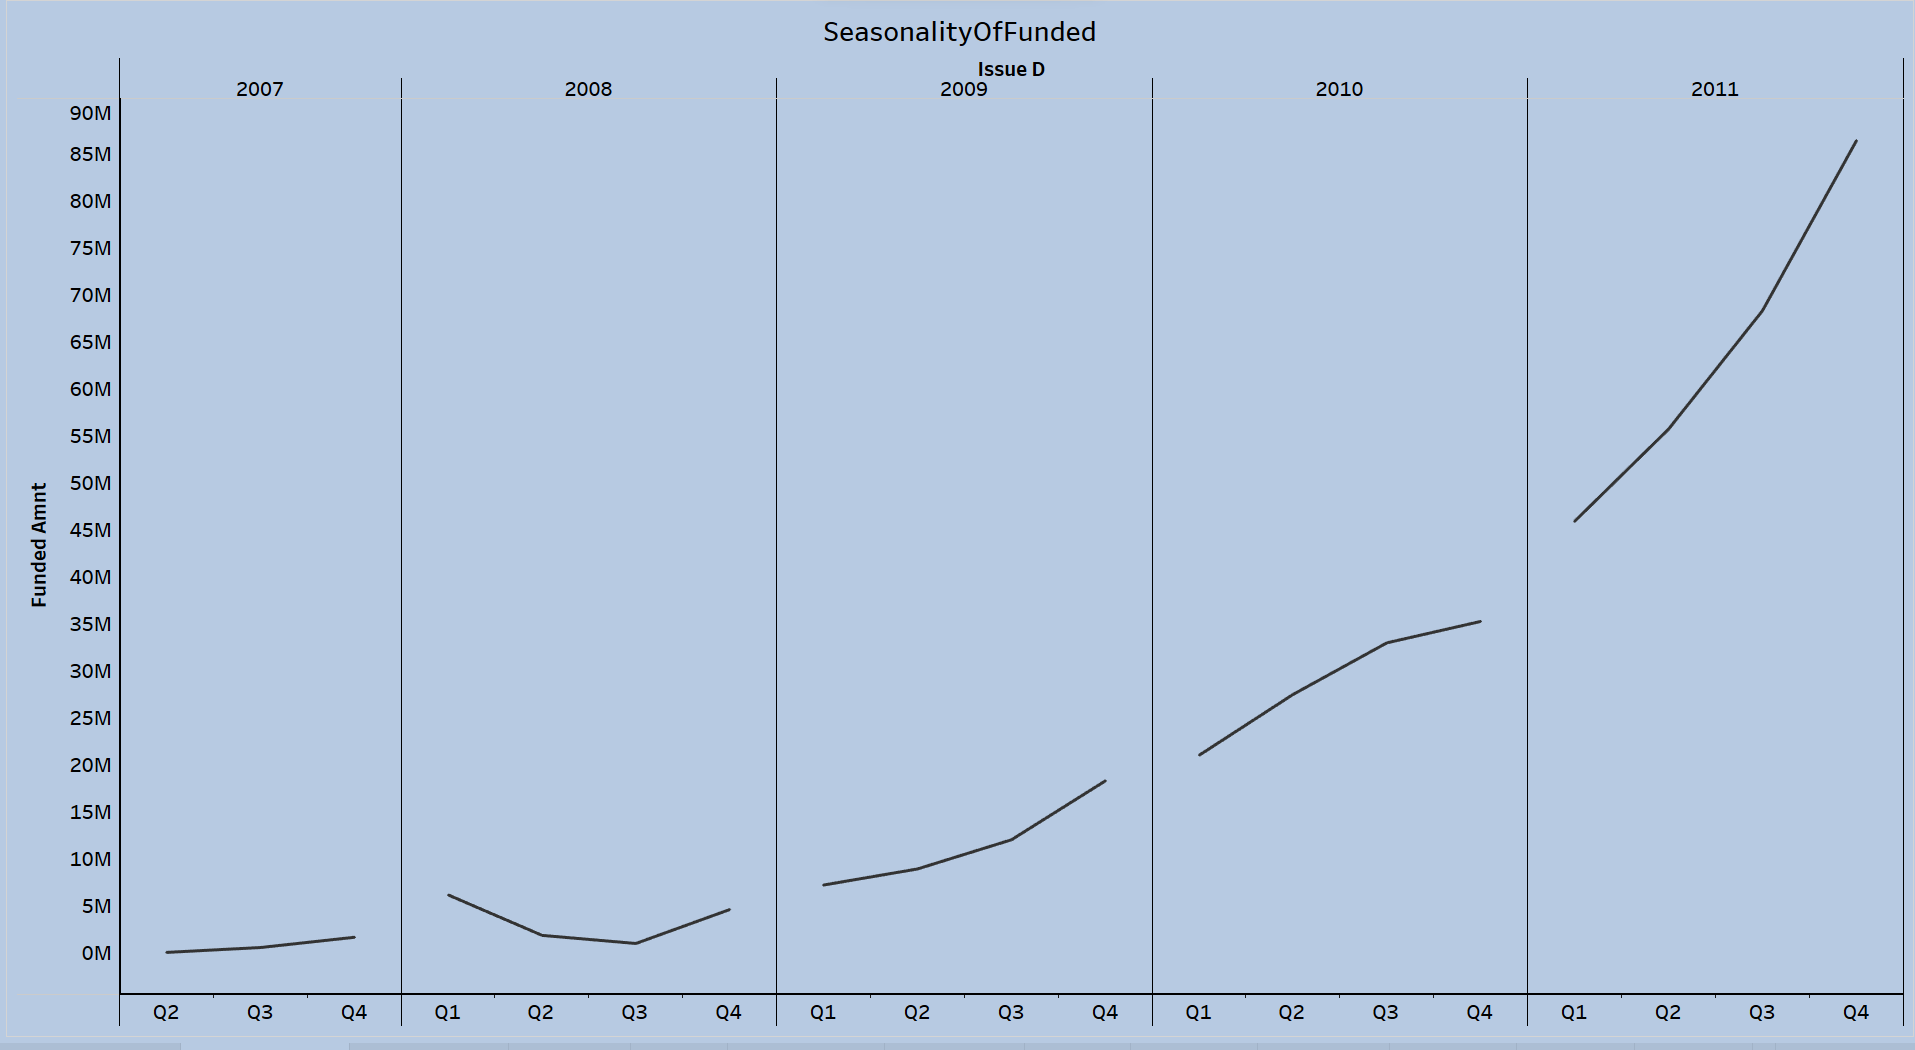 SeasonalityOfFunded
Issue D
2007 2008 2009 2010 2011
90M
85M
80M
75M
70M
65M
60M
55M
50M
45M
40M
35M
30M
25M
20M
15M
10M
5M
0M
Funded Amnt
Q2 Q3 Q4 Q1 Q2 Q3 Q4 Q1 Q2 Q3 Q4 Q1 Q2 Q3 Q4 Q1 Q2 Q3 Q4